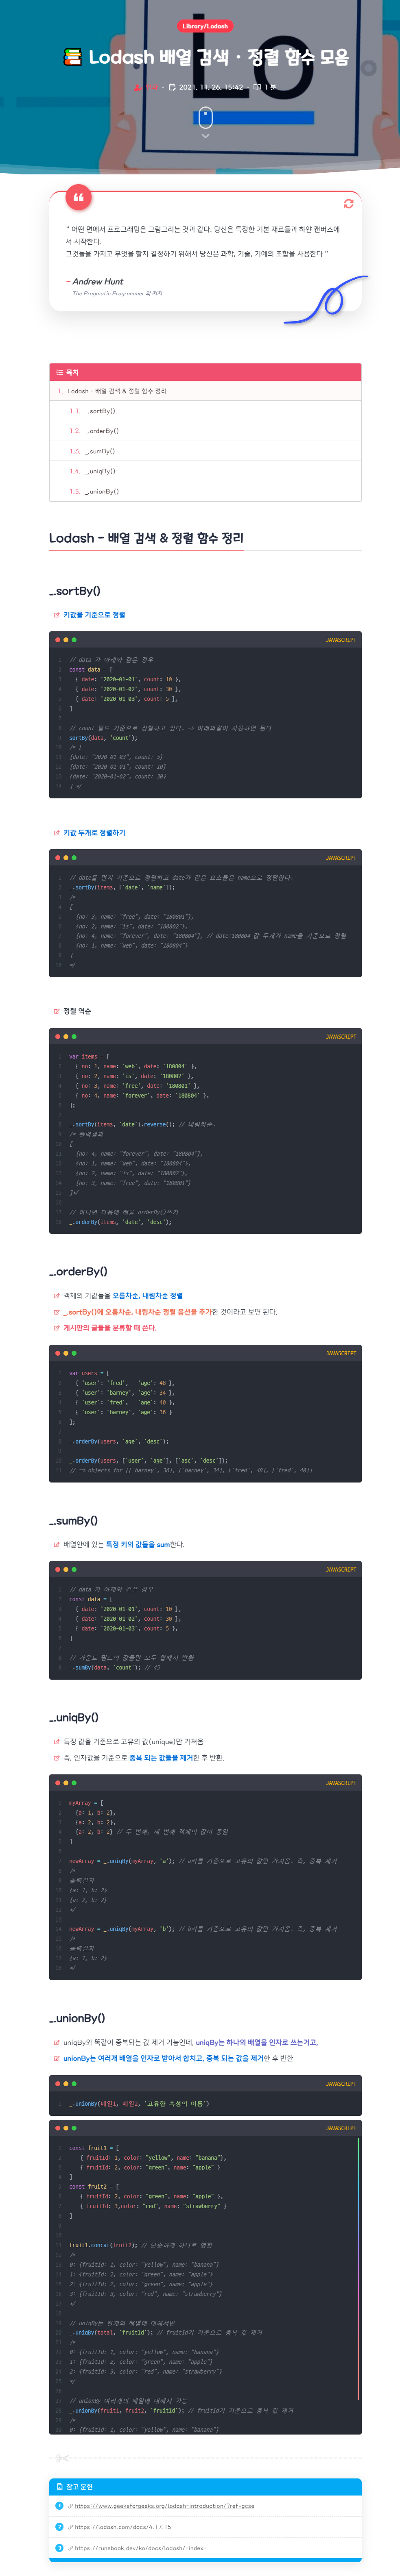 Library/Lodash
📚 Lodash 배열 검색 · 정렬 함수 모음
2021. 11. 26. 15:42 · 1 분
" 어떤 면에서 프로그래밍은 그림그리는 것과 같다. 당신은 특정한 기본 재료들과 하얀 캔버스에
서 시작한다.
그것들을 가지고 무엇을 할지 결정하기 위해서 당신은 과학, 기술, 기예의 조합을 사용한다 "
- Andrew Hunt
The Pragmatic Programmer 의 저자
목차
1. Lodash - 배열 검색 & 정렬 함수 정리
1.1. _.sortBy()
1.2. _.orderBy()
1.3. _.sumBy()
1.4. _.uniqBy()
1.5. _.unionBy()
Lodash - 배열 검색 & 정렬 함수 정리
_.sortBy()
키값을 기준으로 정렬
JAVASCRIPT
// data 가 아래와 같은 경우
const data = [
{ date: '2020-01-01', count: 10 },
{ date: '2020-01-02', count: 30 },
{ date: '2020-01-03', count: 5 },
]
// count 필드 기준으로 정렬하고 싶다. -> 아래와같이 사용하면 된다
sortBy(data, 'count');
/* [
{date: "2020-01-03", count: 5}
{date: "2020-01-01", count: 10}
{date: "2020-01-02", count: 30}
] */
키값 두개로 정렬하기
JAVASCRIPT
// date를 먼저 기준으로 정렬하고 date가 같은 요소들은 name으로 정렬한다.
_.sortBy(items, ['date', 'name']);
/*
[
{no: 3, name: "free", date: "180801"},
{no: 2, name: "is", date: "180802"},
{no: 4, name: "forever", date: "180804"}, // date:180804 값 두개가 name을 기준으로 정렬
{no: 1, name: "web", date: "180804"}
]
*/
정렬 역순
JAVASCRIPT
var items = [
{ no: 1, name: 'web', date: '180804' },
{ no: 2, name: 'is', date: '180802' },
{ no: 3, name: 'free', date: '180801' },
{ no: 4, name: 'forever', date: '180804' },
];
_.sortBy(items, 'date').reverse(); // 내림차순.
/* 출력결과
[
{no: 4, name: "forever", date: "180804"},
{no: 1, name: "web", date: "180804"},
{no: 2, name: "is", date: "180802"},
{no: 3, name: "free", date: "180801"}
]*/
// 아니면 다음에 배울 orderBy()쓰기
_.orderBy(items, 'date', 'desc');
_.orderBy()
객체의 키값들을 오름차순, 내림차순 정렬
_.sortBy()에 오름차순, 내림차순 정렬 옵션을 추가한 것이라고 보면 된다.
게시판의 글들을 분류할 때 쓴다.
JAVASCRIPT
var users = [
{ 'user': 'fred', 'age': 48 },
{ 'user': 'barney', 'age': 34 },
{ 'user': 'fred', 'age': 40 },
{ 'user': 'barney', 'age': 36 }
];
_.orderBy(users, 'age', 'desc');
_.orderBy(users, ['user', 'age'], ['asc', 'desc']);
// => objects for [['barney', 36], ['barney', 34], ['fred', 48], ['fred', 40]]
_.sumBy()
배열안에 있는 특정 키의 값들을 sum한다.
JAVASCRIPT
// data 가 아래와 같은 경우
const data = [
{ date: '2020-01-01', count: 10 },
{ date: '2020-01-02', count: 30 },
{ date: '2020-01-03', count: 5 },
]
// 카운트 필드의 값들만 모두 합해서 반환
_.sumBy(data, 'count'); // 45
_.uniqBy()
특정 값을 기준으로 고유의 값(unique)만 가져옴
즉, 인자값을 기준으로 중복 되는 값들을 제거한 후 반환.
JAVASCRIPT
myArray = [
{a: 1, b: 2},
{a: 2, b: 2},
{a: 2, b: 2} // 두 번째, 세 번째 객체의 값이 동일
]
newArray = _.uniqBy(myArray, 'a'); // a키를 기준으로 고유의 값만 가져옴. 즉, 중복 제거
/*
출력결과
{a: 1, b: 2}
{a: 2, b: 2}
*/
newArray = _.uniqBy(myArray, 'b'); // b키를 기준으로 고유의 값만 가져옴. 즉, 중복 제거
/*
출력결과
{a: 1, b: 2}
*/
_.unionBy()
uniqBy와 똑같이 중복되는 값 제거 기능인데, uniqBy는 하나의 배열을 인자로 쓰는거고,
unionBy는 여러개 배열을 인자로 받아서 합치고, 중복 되는 값을 제거한 후 반환
JAVASCRIPT
_.unionBy(배열1, 배열2, '고유한 속성의 이름')
JAVASCRIPT
const fruit1 = [
{ fruitId: 1, color: "yellow", name: "banana"},
{ fruitId: 2, color: "green", name: "apple" }
]
const fruit2 = [
{ fruitId: 2, color: "green", name: "apple" },
{ fruitId: 3,color: "red", name: "strawberry" }
]
fruit1.concat(fruit2); // 단순하게 하나로 병합
/*
0: {fruitId: 1, color: "yellow", name: "banana"}
1: {fruitId: 2, color: "green", name: "apple"}
2: {fruitId: 2, color: "green", name: "apple"}
3: {fruitId: 3, color: "red", name: "strawberry"}
*/
// uniqBy는 한개의 배열에 대해서만
_.uniqBy(total, 'fruitId'); // fruitId키 기준으로 중복 값 제거
/*
0: {fruitId: 1, color: "yellow", name: "banana"}
1: {fruitId: 2, color: "green", name: "apple"}
2: {fruitId: 3, color: "red", name: "strawberry"}
*/
// unionBy 여러개의 배열에 대해서 가능
_.unionBy(fruit1, fruit2, 'fruitId'); // fruitId키 기준으로 중복 값 제거
/*
0: {fruitId: 1, color: "yellow", name: "banana"}
참고 문헌
1 https://www.geeksforgeeks.org/lodash-introduction/?ref=gcse
2 https://lodash.com/docs/4.17.15
3 https://runebook.dev/ko/docs/lodash/-index-